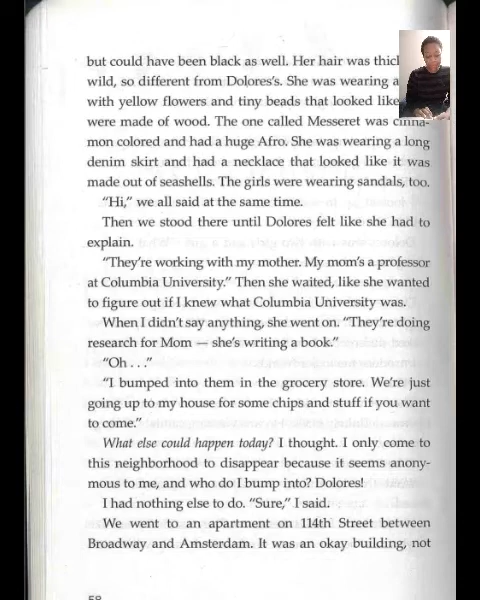 but could have been black as well. Her hair was thick
wild, so different from Dolores's. She was wearing a
with yellow flowers and tiny beads that looked like
were made of wood. The one called Messeret was cinna-
mon colored and had a huge Afro. She was wearing a long
denim skirt and had a necklace that looked like it was
made out of seashells. The girls were wearing sandals, too.
"Hi," we all said at the same time.
Then we stood there until Dolores felt like she had to
explain.
"They're working with my mother. My mom's a professor
at Columbia University." Then she waited, like she wanted
to figure out if I knew what Columbia University was.
When I didn't say anything, she went on. "They're doing
research for Mom — she's writing a book."
"Oh . . ."
"I bumped into them in the grocery store. We're just
going up to my house for some chips and stuff if you want
to come."
What else could happen today? I thought. I only come to
this neighborhood to disappear because it seems anony-
mous to me, and who do I bump into? Dolores!
I had nothing else to do. "Sure," I said.
We went to an apartment on 114th Street between
Broadway and Amsterdam. It was an okay building, not
58